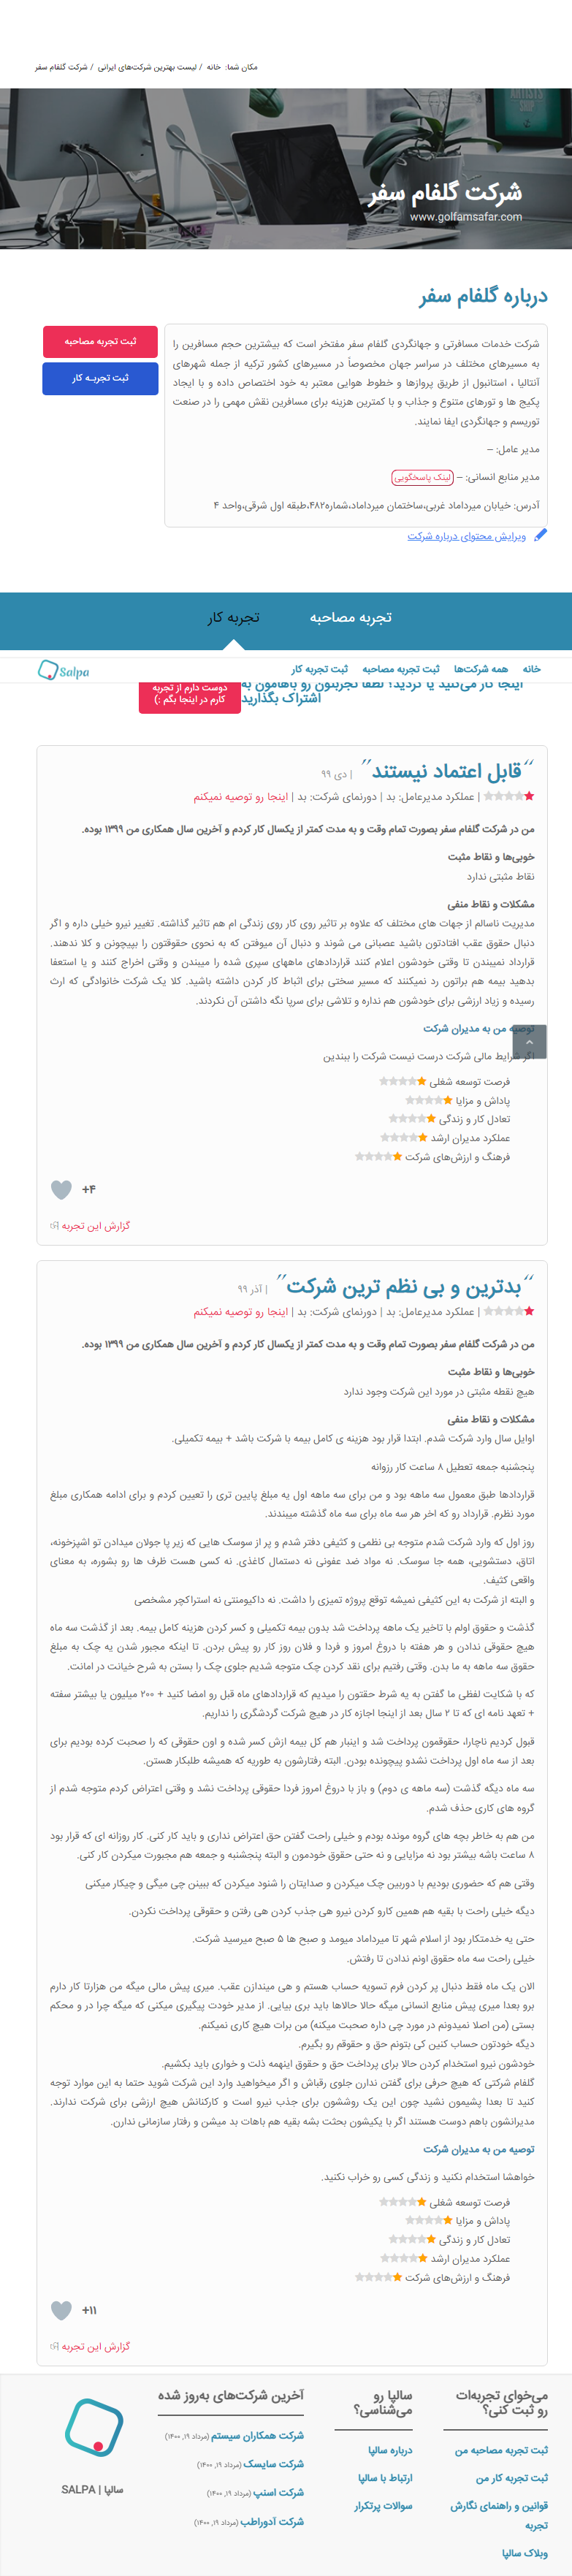 مکان شما: خانه / لیست بهترین شرکت‌های ایرانی / شرکت گلفام سفر
شرکت گلفام سفر
www.golfamsafar.com
درباره گلفام سفر
شرکت خدمات مسافرتی و جهانگردی گلفام سفر مفتخر است که بیشترین حجم مسافرین را
به مسیرهای مختلف در سراسر جهان مخصوصاً در مسیرهای کشور ترکیه از جمله شهرهای
آنتالیا ، استانبول از طریق پروازها و خطوط هوایی معتبر به خود اختصاص داده و با ایجاد
پکیج ها و تورهای متنوع و جذاب و با کمترین هزینه برای مسافرین نقش مهمی را در صنعت
توریسم و جهانگردی ایفا نمایند.
مدیر عامل: –
مدیر منابع انسانی: – لینک پاسخگویی
آدرس: خیابان میرداماد غربی،ساختمان میرداماد،شماره۴۸۲،طبقه اول شرقی،واحد ۴
ثبت تجربه مصاحبه
ثبت تجربـه کار
ویرایش محتوای درباره شرکت
تجربه مصاحبه
تجربه کار
خانه
همه شرکت‌ها
ثبت تجربه مصاحبه
ثبت تجربه کار
Salpa
اینجا کار می‌کنید یا کردید؟ لطفا تجربتون رو باهامون به
اشتراک بگذارید
دوست دارم از تجربه
کارم در اینجا بگم :)
“قابل اعتماد نیستند” | دی ۹۹
| عملکرد مدیرعامل: بد | دورنمای شرکت: بد | اینجا رو توصیه نمیکنم
من در شرکت گلفام سفر بصورت تمام وقت و به مدت کمتر از یکسال کار کردم و آخرین سال همکاری من ۱۳۹۹ بوده.
خوبی‌ها و نقاط مثبت
نقاط مثبتی ندارد
مشکلات و نقاط منفی
مدیریت ناسالم از جهات های مختلف که علاوه بر تاثیر روی کار روی زندگی ام هم تاثیر گذاشته. تغییر نیرو خیلی داره و اگر
دنبال حقوق عقب افتادتون باشید عصبانی می شوند و دنبال آن میوفتن که به نحوی حقوقتون را بپیچونن و کلا ندهند.
قرارداد نمیبندن تا وقتی خودشون اعلام کنند قراردادهای ماههای سپری شده را میبندن و وقتی اخراج کنند و یا استعفا
بدهید بیمه هم براتون رد نمیکنند که مسیر سختی برای اثباط کار کردن داشته باشید. کلا یک شرکت خانوادگی که ارث
رسیده و زیاد ارزشی برای خودشون هم نداره و تلاشی برای سرپا نگه داشتن آن نکردند.
توصیه من به مدیران شرکت
اگر شرایط مالی شرکت درست نیست شرکت را ببندین
فرصت توسعه شغلی
پاداش و مزایا
تعادل کار و زندگی
عملکرد مدیران ارشد
فرهنگ و ارزش‌های شرکت
+۴
گزارش این تجربه
“بدترین و بی نظم ترین شرکت” | آذر ۹۹
| عملکرد مدیرعامل: بد | دورنمای شرکت: بد | اینجا رو توصیه نمیکنم
من در شرکت گلفام سفر بصورت تمام وقت و به مدت کمتر از یکسال کار کردم و آخرین سال همکاری من ۱۳۹۹ بوده.
خوبی‌ها و نقاط مثبت
هیچ نقطه مثبتی در مورد این شرکت وجود ندارد
مشکلات و نقاط منفی
اوایل سال وارد شرکت شدم. ابتدا قرار بود هزینه ی کامل بیمه با شرکت باشد + بیمه تکمیلی.
پنجشنبه جمعه تعطیل ۸ ساعت کار رزوانه
قراردادها طبق معمول سه ماهه بود و من برای سه ماهه اول یه مبلغ پایین تری را تعیین کردم و برای ادامه همکاری مبلغ
مورد نظرم. قرارداد رو که اخر هر سه ماه برای سه ماه گذشته میبندند.
روز اول که وارد شرکت شدم متوجه بی نظمی و کثیفی دفتر شدم و پر از سوسک هایی که زیر پا جولان میدادن تو اشپزخونه،
اتاق، دستشویی، همه جا سوسک. نه مواد ضد عفونی نه دستمال کاغذی. نه کسی هست ظرف ها رو بشوره، به معنای
واقعی کثیف.
و البته از شرکت به این کثیفی نمیشه توقع پروژه تمیزی را داشت. نه داکیومنتی نه استراکچر مشخصی
گذشت و حقوق اولم با تاخیر یک ماهه پرداخت شد بدون بیمه تکمیلی و کسر کردن هزینه کامل بیمه. بعد از گذشت سه ماه
هیچ حقوقی ندادن و هر هفته با دروغ امروز و فردا و فلان روز کار رو پیش بردن. تا اینکه مجبور شدن یه چک به مبلغ
حقوق سه ماهه به ما بدن. وقتی رفتیم برای نقد کردن چک متوجه شدیم جلوی چک را بستن به شرح خیانت در امانت.
که با شکایت لفظی ما گفتن به یه شرط حقتون را میدیم که قراردادهای ماه قبل رو امضا کنید + ۲۰۰ میلیون یا بیشتر سفته
+ تعهد نامه ای که تا ۲ سال بعد از اینجا اجازه کار در هیچ شرکت گردشگری را نداریم.
قبول کردیم ناچارا، حقوقمون پرداخت شد و اینبار هم کل بیمه ازش کسر شده و اون حقوقی که را صحبت کرده بودیم برای
بعد از سه ماه اول پرداخت نشدو پیچونده بودن. البته رفتارشون به طوریه که همیشه طلبکار هستن.
سه ماه دیگه گذشت (سه ماهه ی دوم) و باز با دروغ امروز فردا حقوقی پرداخت نشد و وقتی اعتراض کردم متوجه شدم از
گروه های کاری حذف شدم.
من هم به خاطر بچه های گروه مونده بودم و خیلی راحت گفتن حق اعتراض نداری و باید کار کنی. کار روزانه ای که قرار بود
۸ ساعت باشه بیشتر بود نه مزایایی و نه حتی حقوق خودمون و البته پنجشنبه و جمعه هم مجبورت میکردن کار کنی.
وقتی هم که حضوری بودیم با دوربین چک میکردن و صدایتان را شنود میکردن که ببینن چی میگی و چیکار میکنی
دیگه خیلی راحت با بقیه هم همین کارو کردن نیرو هی جذب کردن هی رفتن و حقوقی پرداخت نکردن.
حتی یه خدمتکار بود از اسلام شهر تا میرداماد میومد و صبح ها ۵ صبح میرسید شرکت.
خیلی راحت سه ماه حقوق اونم ندادن تا رفتش.
الان یک ماه فقط دنبال پر کردن فرم تسویه حساب هستم و هی میندازن عقب. میری پیش مالی میگه من هزارتا کار دارم
برو بعدا میری پیش منابع انسانی میگه حالا حالاها باید بری بیایی. از مدیر خودت پیگیری میکنی که میگه چرا در و محکم
بستی (من اصلا نمیدونم در مورد چی داره صحبت میکنه) من برات هیچ کاری نمیکنم.
دیگه خودتون حساب کنین کی بتونم حق و حقوقم رو بگیرم.
خودشون نیرو استخدام کردن حالا برای پرداخت حق و حقوق اینهمه ذلت و خواری باید بکشیم.
گلفام شرکتی که هیچ حرفی برای گفتن ندارن جلوی رقباش و اگر میخواهید وارد این شرکت شوید حتما به این موارد توجه
کنید تا بعدا پشیمون نشید چون این یک روششون برای جذب نیرو است و کارکنانش هیچ ارزشی برای شرکت ندارند.
مدیرانشون باهم دوست هستند اگر با یکیشون بحثت بشه بقیه هم باهات بد میشن و رفتار سازمانی ندارن.
توصیه من به مدیران شرکت
خواهشا استخدام نکنید و زندگی کسی رو خراب نکنید.
فرصت توسعه شغلی
پاداش و مزایا
تعادل کار و زندگی
عملکرد مدیران ارشد
فرهنگ و ارزش‌های شرکت
+۱۱
گزارش این تجربه
می‌خوای تجربه‌ات
رو ثبت کنی؟
ثبت تجربه مصاحبه من
ثبت تجربه کار من
قوانین و راهنمای نگارش
تجربه
وبلاگ سالپا
سالپا رو
می‌شناسی؟
درباره سالپا
ارتباط با سالپا
سوالات پرتکرار
آخرین شرکت‌های به‌روز شده
شرکت همکاران سیستم (مرداد ۱۹, ۱۴۰۰)
شرکت سایسک (مرداد ۱۹, ۱۴۰۰)
شرکت اسنپ (مرداد ۱۹, ۱۴۰۰)
شرکت آدوراطب (مرداد ۱۹, ۱۴۰۰)
سالپا | SALPA